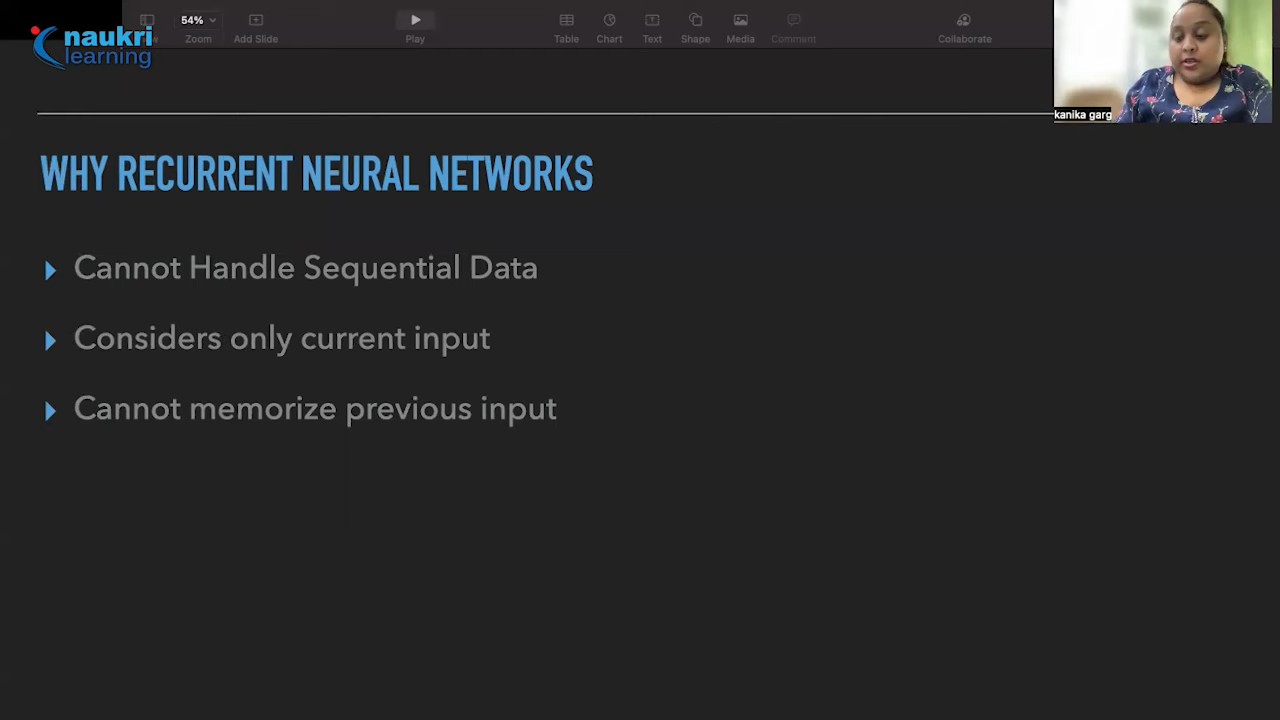 naukri
learning
54%
Zoom
Add Slide
Play
Table
Chart
Text
Shape
Media
Comment
Collaborate
kanika garg
WHY RECURRENT NEURAL NETWORKS
Cannot Handle Sequential Data
Considers only current input
Cannot memorize previous input